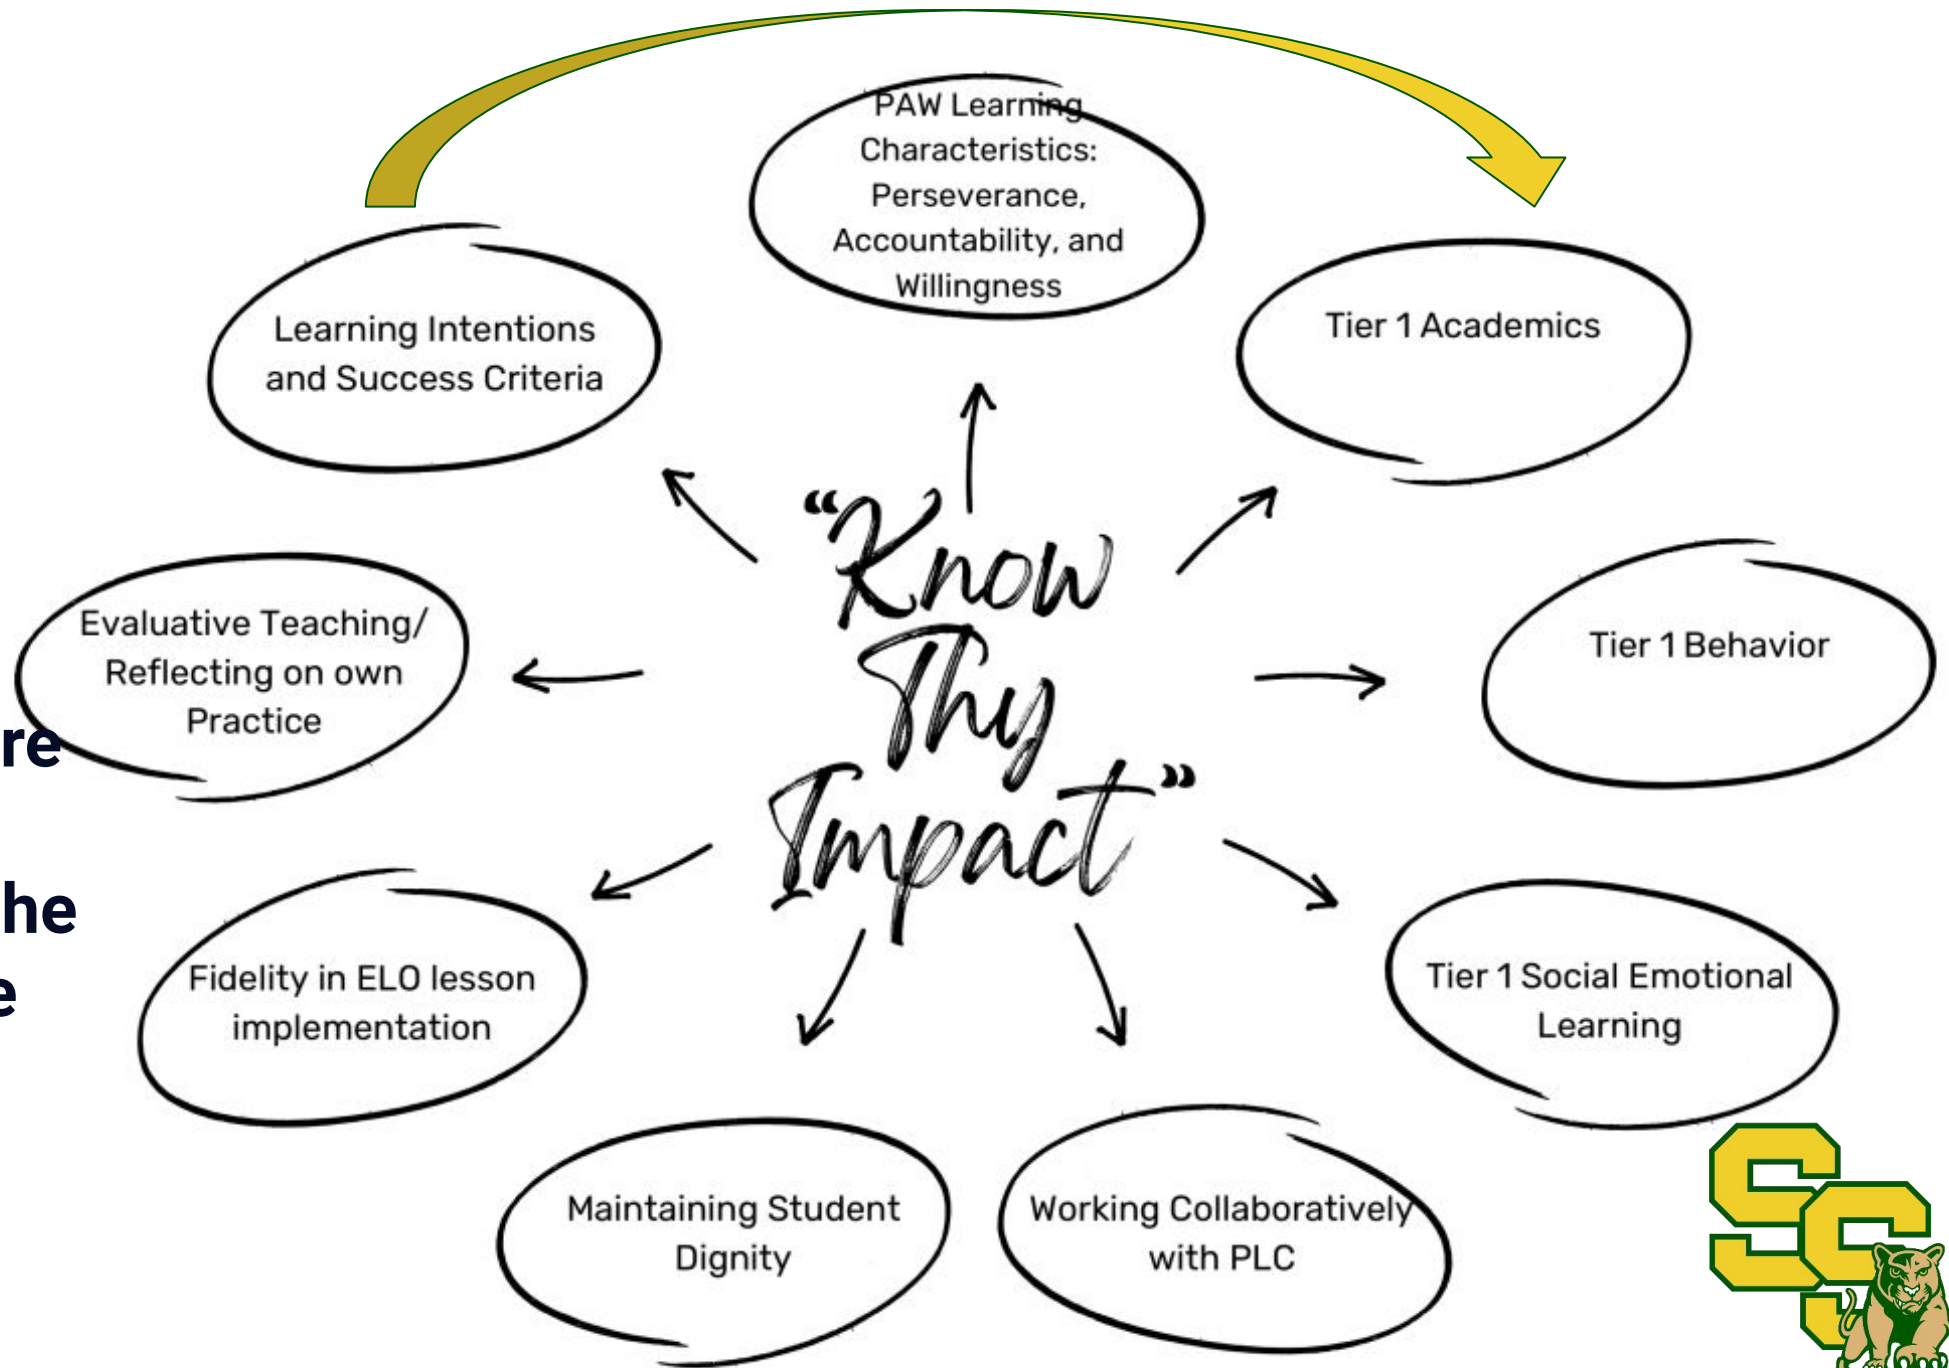 PAW Learning
Characteristics:
Perseverance,
Accountability, and
Willingness
Learning Intentions
and Success Criteria
Tier 1 Academics
“Know
Thy
Impact”
Evaluative Teaching/
Reflecting on own
Practice
Tier 1 Behavior
re
he
e
Fidelity in ELO lesson
implementation
Tier 1 Social Emotional
Learning
Maintaining Student
Dignity
Working Collaboratively
with PLC
SS